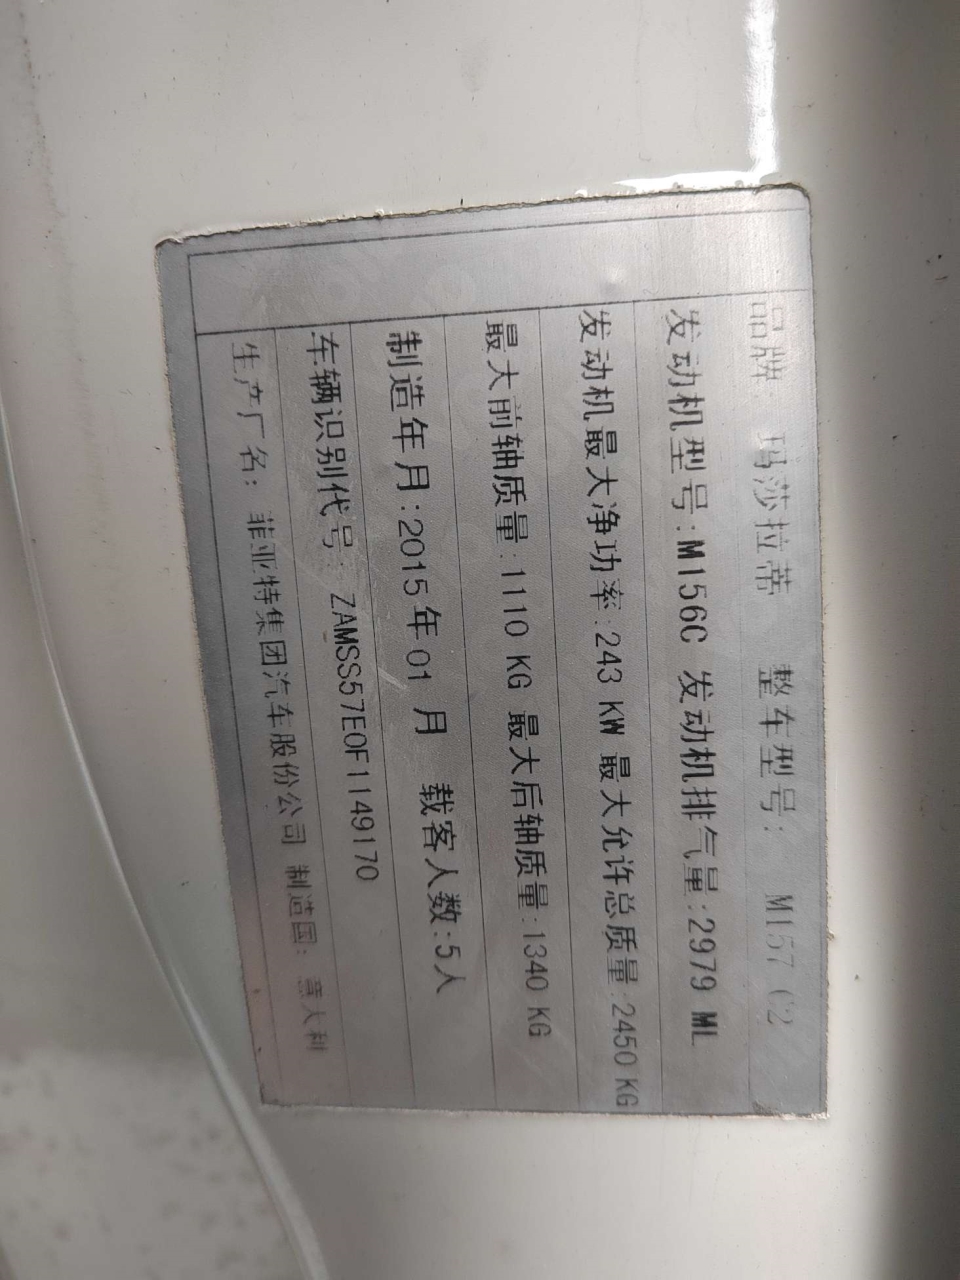 品牌: 玛莎拉蒂 整车型号: M157 C2
发动机型号:M156C 发动机排气量:2979 ML
发动机最大净功率:243 KW 最大允许总质量:2450 KG
最大前轴质量:1110 KG 最大后轴质量:1340 KG
制造年月:2015年01月 载客人数:5人
车辆识别代号: ZAMSS57E0F1149170
生产厂名: 菲亚特集团汽车股份公司 制造国: 意大利